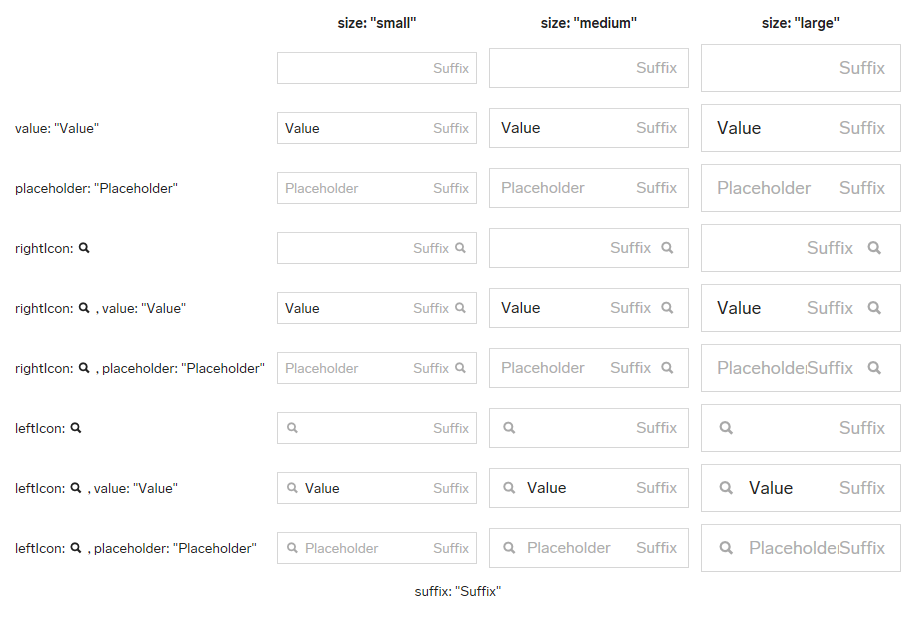 size: "small" size: "medium" size: "large"
Suffix Suffix Suffix
value: "Value" Value Suffix Value Suffix Value Suffix
placeholder: "Placeholder" Placeholder Suffix Placeholder Suffix Placeholder Suffix
rightIcon: Suffix Suffix Suffix
rightIcon: , value: "Value" Value Suffix Value Suffix Value Suffix
rightIcon: , placeholder: "Placeholder" Placeholder Suffix Placeholder Suffix PlaceholdeSuffix
leftIcon: Suffix Suffix Suffix
leftIcon: , value: "Value" Value Suffix Value Suffix Value Suffix
leftIcon: , placeholder: "Placeholder" Placeholder Suffix Placeholder Suffix PlaceholdeSuffix
suffix: "Suffix"